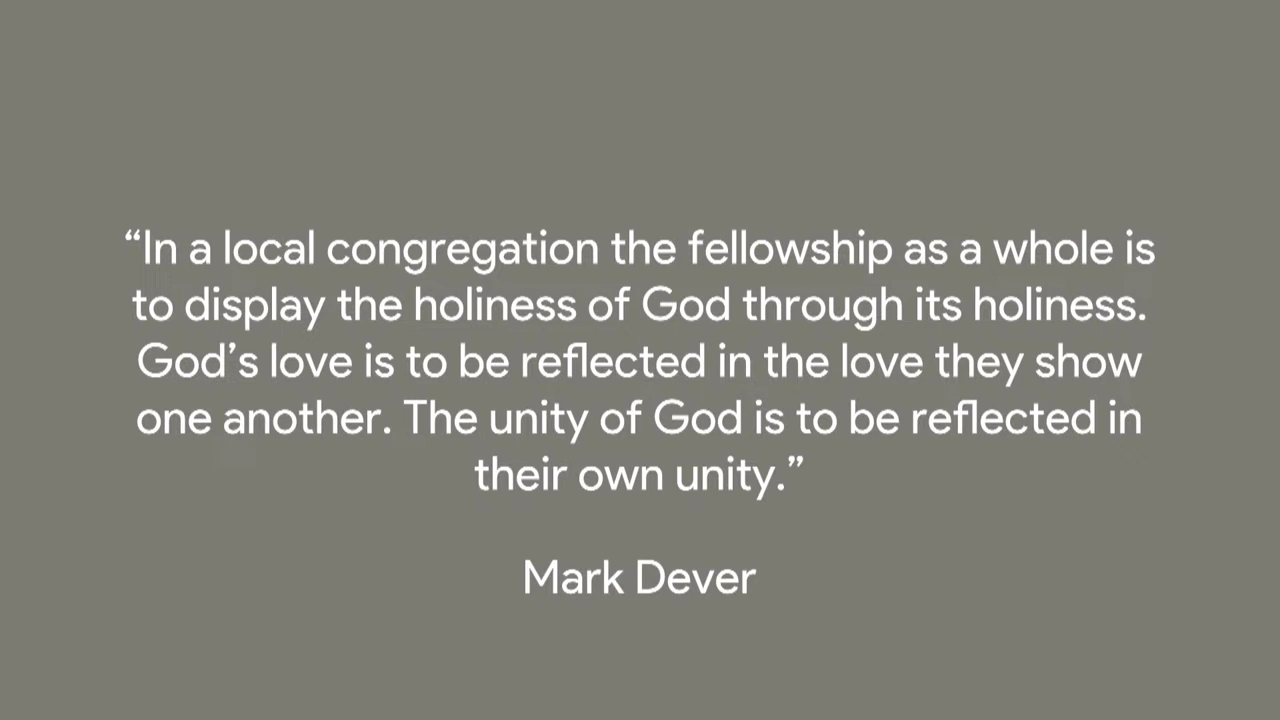 “In a local congregation the fellowship as a whole is
to display the holiness of God through its holiness.
God’s love is to be reflected in the love they show
one another. The unity of God is to be reflected in
their own unity.”
Mark Dever